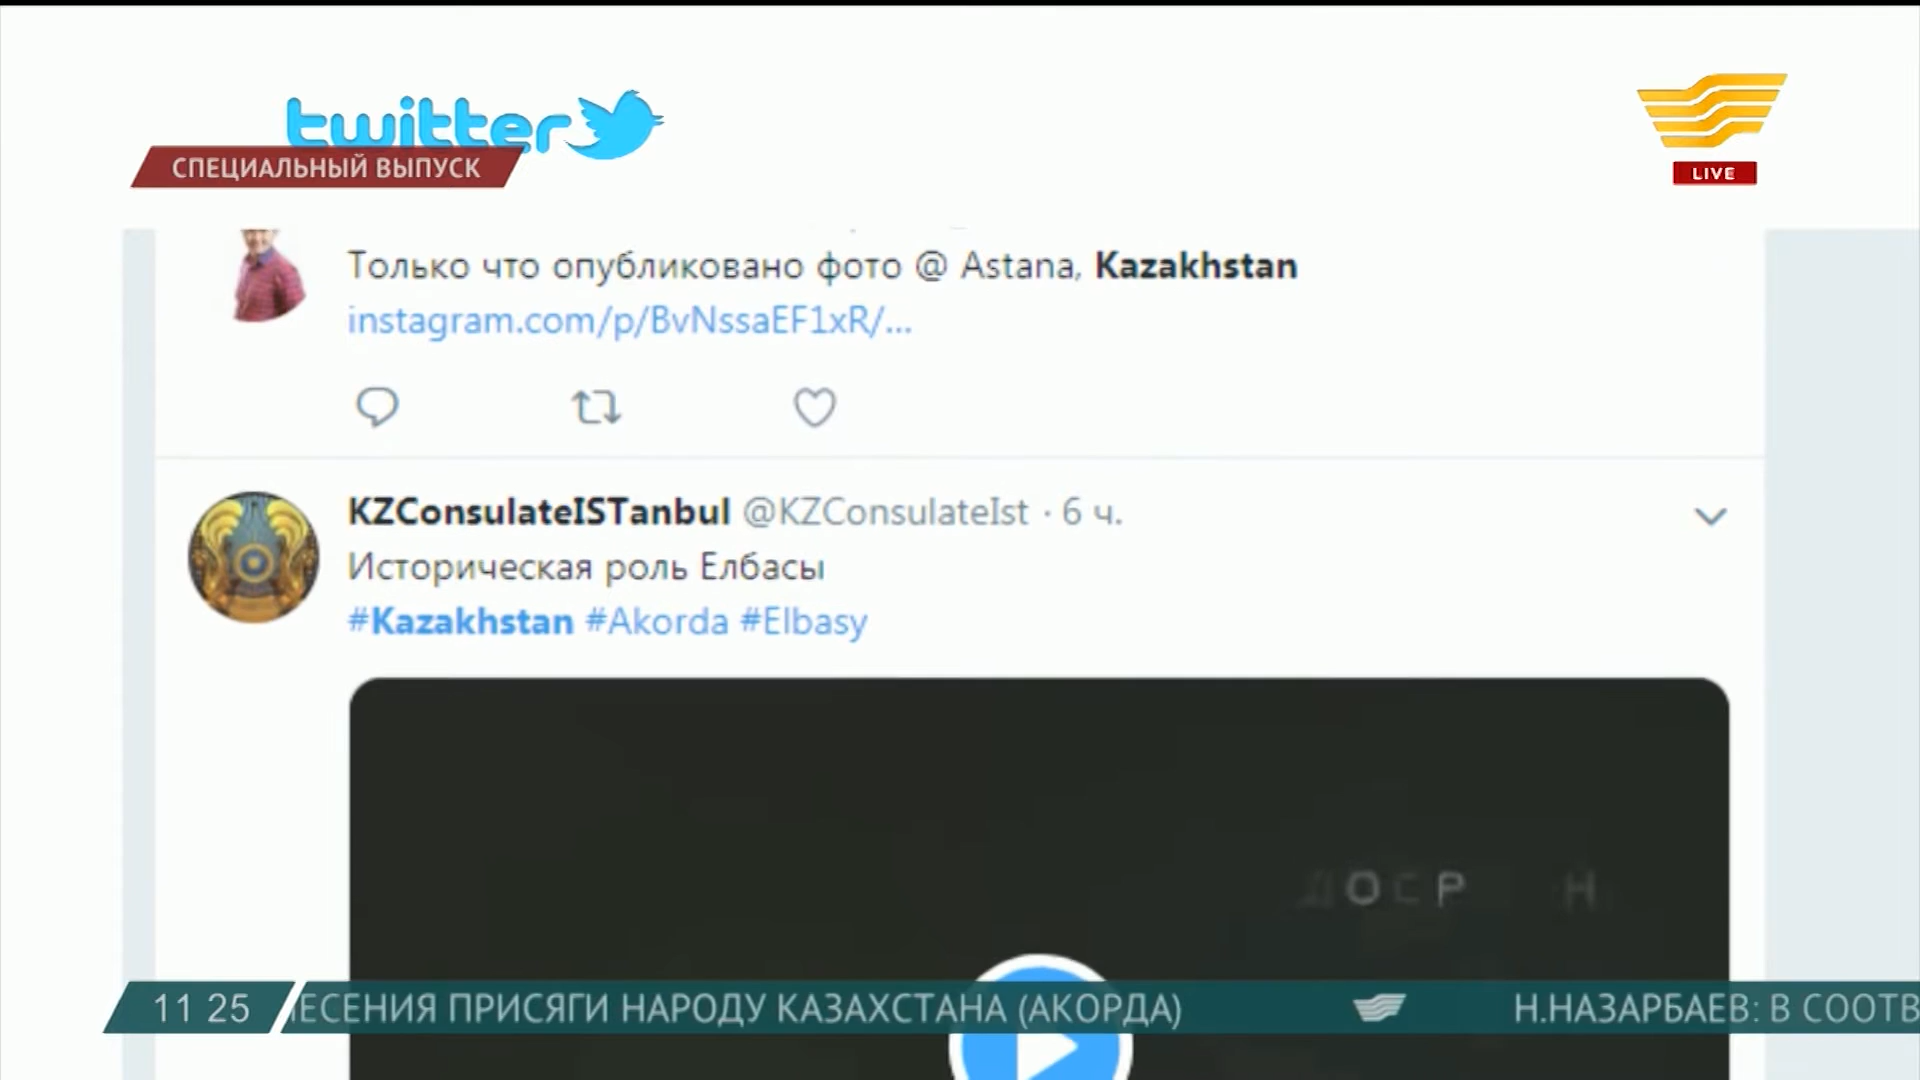 twitter
СПЕЦИАЛЬНЫЙ ВЫПУСК
LIVE
Только что опубликовано фото @ Astana, Kazakhstan
instagram.com/p/BvNssaEF1xR/...
KZConsulateISTanbul @KZConsulateIst · 6 ч.
Историческая роль Елбасы
#Kazakhstan #Akorda #Elbasy
11 25
ЕСЕНИЯ ПРИСЯГИ НАРОДУ КАЗАХСТАНА (АКОРДА) Н.НАЗАРБАЕВ: В СООТВ